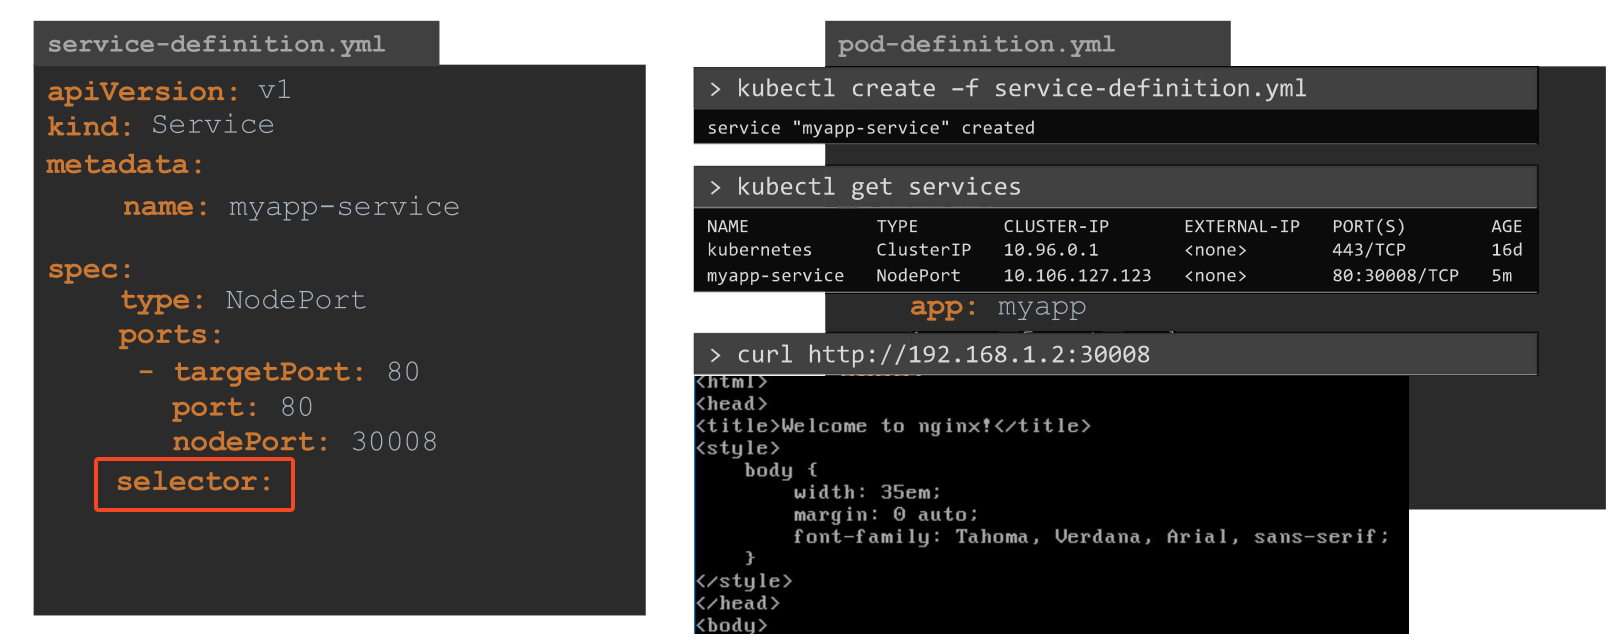 service-definition.yml
apiVersion: v1
kind: Service
metadata:
name: myapp-service
spec:
type: NodePort
ports:
- targetPort: 80
port: 80
nodePort: 30008
selector:
pod-definition.yml
> kubectl create –f service-definition.yml
service "myapp-service" created
> kubectl get services
NAME TYPE CLUSTER-IP EXTERNAL-IP PORT(S) AGE
kubernetes ClusterIP 10.96.0.1 <none> 443/TCP 16d
myapp-service NodePort 10.106.127.123 <none> 80:30008/TCP 5m
app: myapp
> curl http://192.168.1.2:30008
<html>
<head>
<title>Welcome to nginx!</title>
<style>
body {
width: 35em;
margin: 0 auto;
font-family: Tahoma, Verdana, Arial, sans-serif;
}
</style>
</head>
<body>